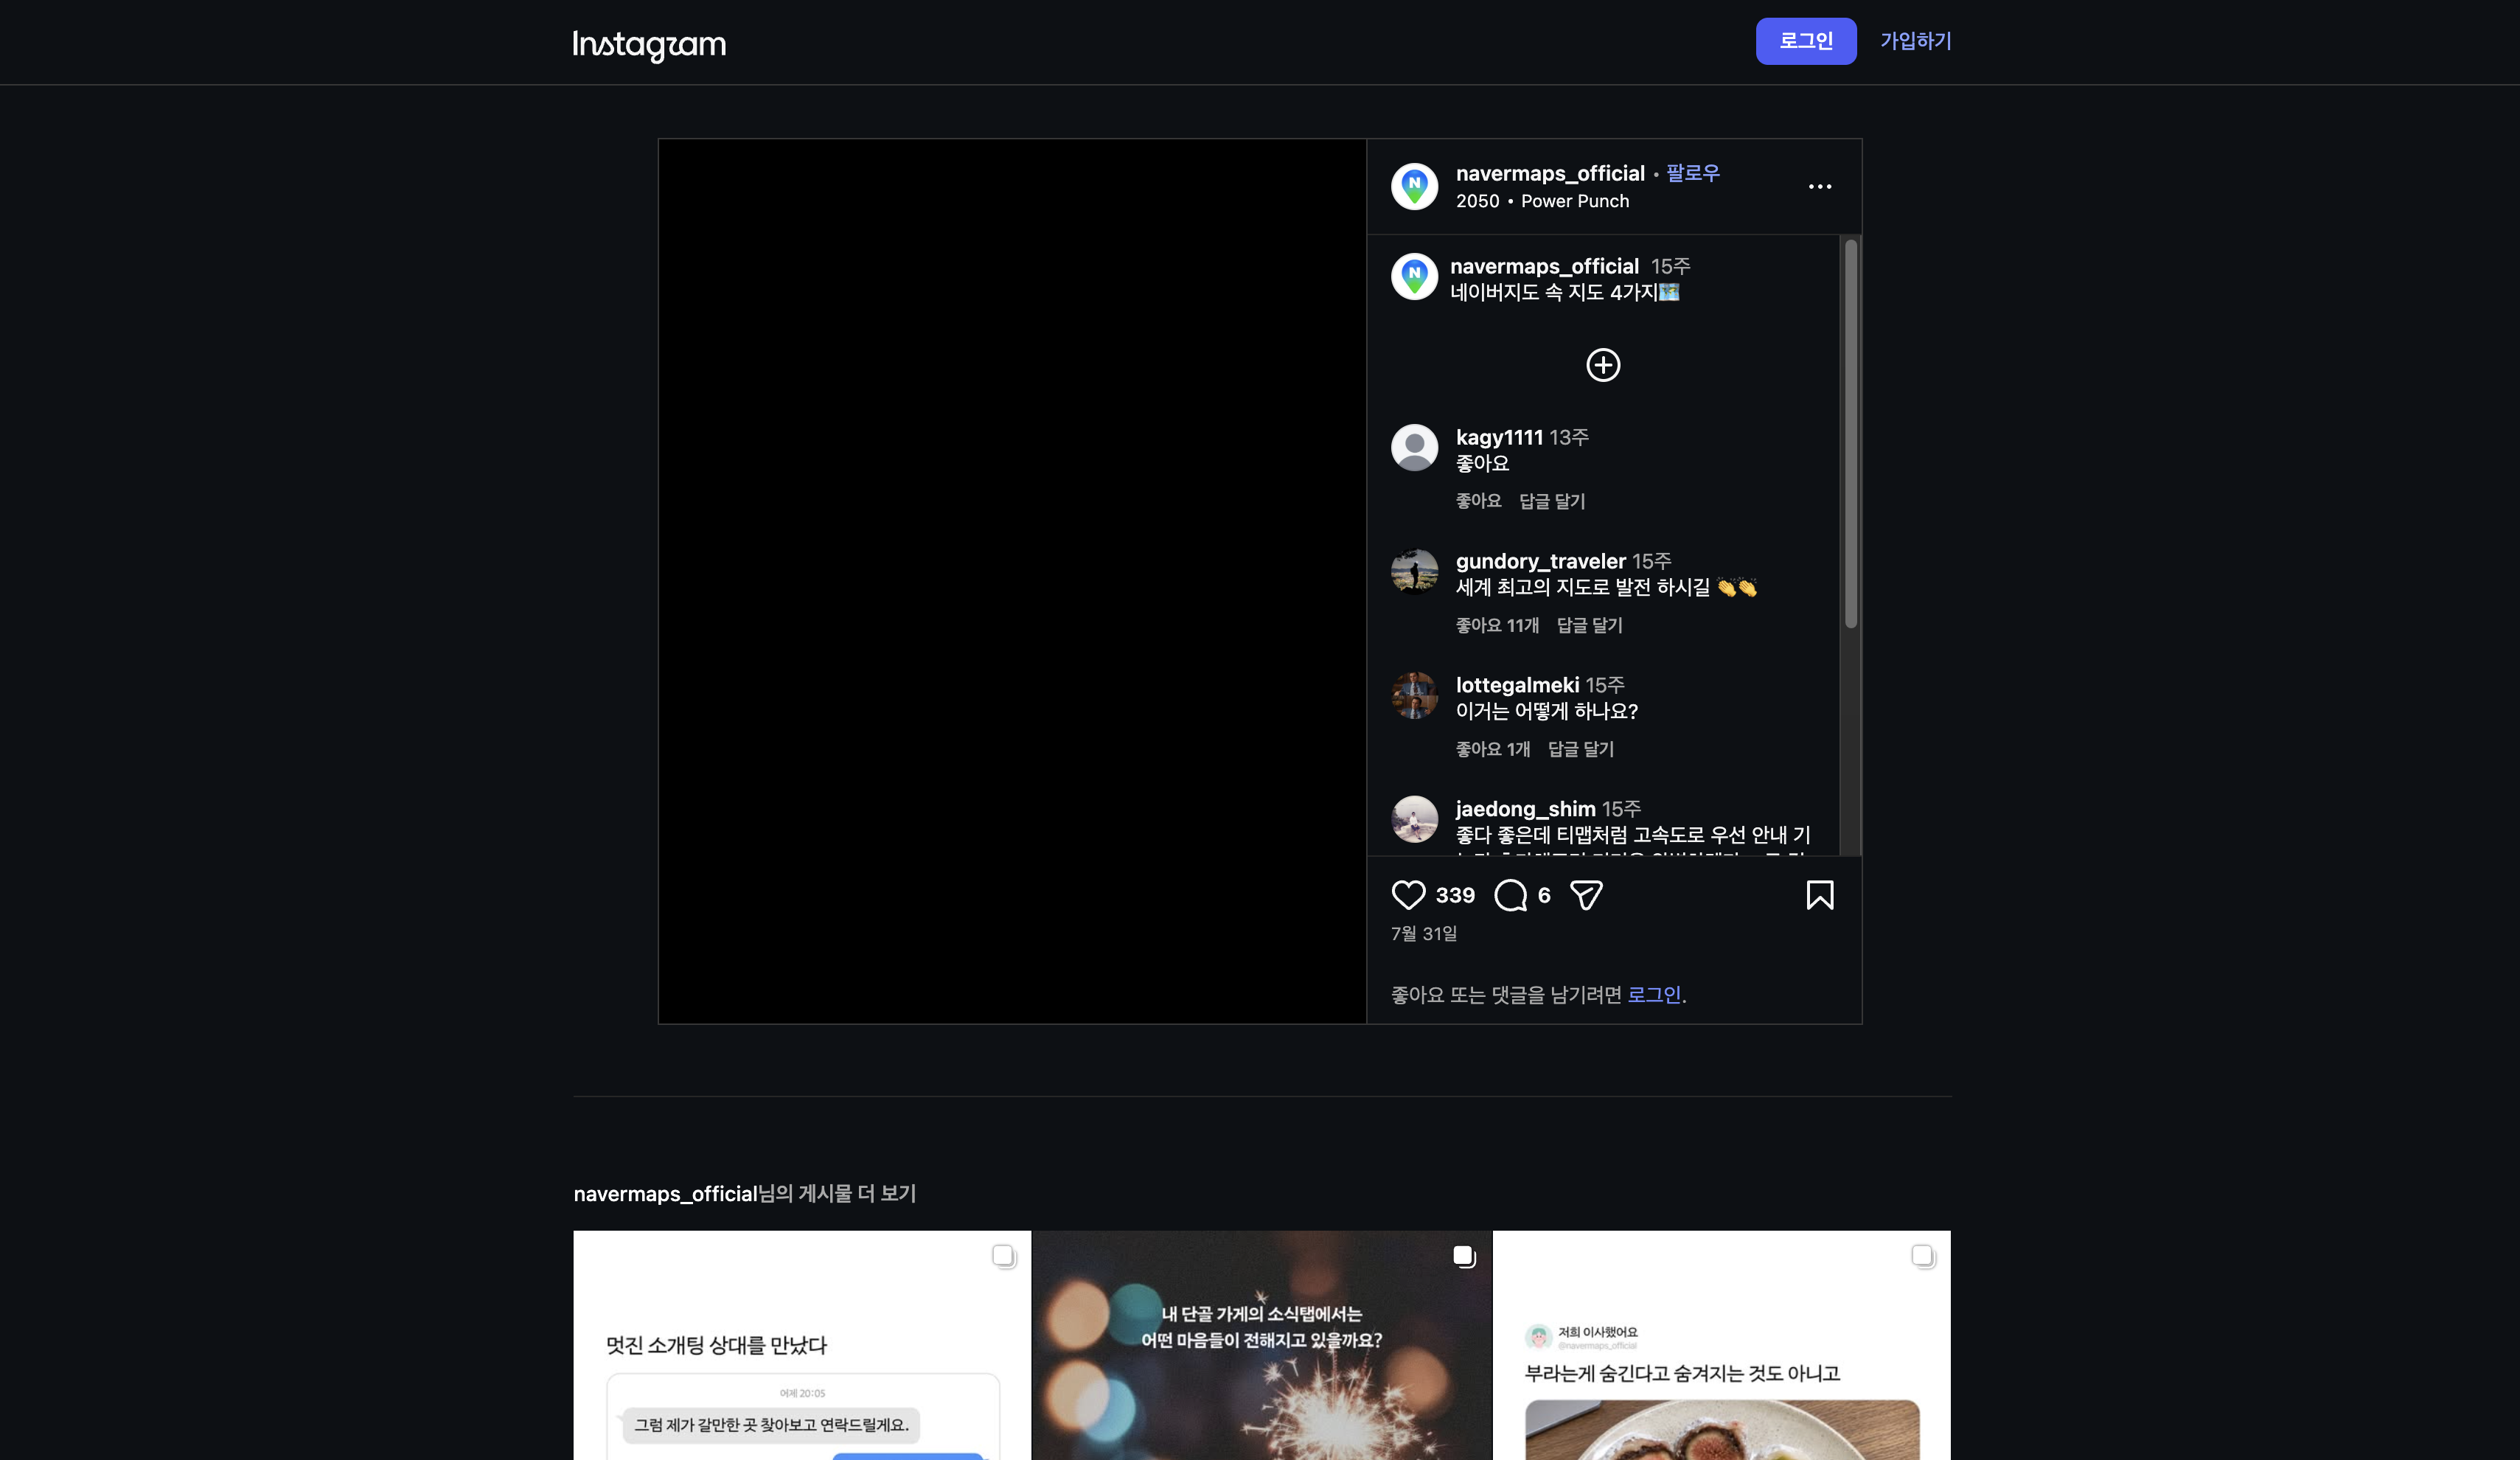 Instagram
로그인
가입하기
navermaps_official • 팔로우
2050 • Power Punch
navermaps_official 15주
네이버지도 속 지도 4가지🗺️
kagy1111 13주
좋아요
좋아요 답글 달기
gundory_traveler 15주
세계 최고의 지도로 발전 하시길 👏👏
좋아요 11개 답글 달기
lottegalmeki 15주
이거는 어떻게 하나요?
좋아요 1개 답글 달기
jaedong_shim 15주
좋다 좋은데 티맵처럼 고속도로 우선 안내 기
339 6
7월 31일
좋아요 또는 댓글을 남기려면 로그인.
navermaps_official님의 게시물 더 보기
멋진 소개팅 상대를 만났다
어제 20:05
그럼 제가 갈만한 곳 찾아보고 연락드릴게요.
내 단골 가게의 소식탭에서는
어떤 마음들이 전해지고 있을까요?
저희 이사했어요
@navermaps_official
부라는게 숨긴다고 숨겨지는 것도 아니고